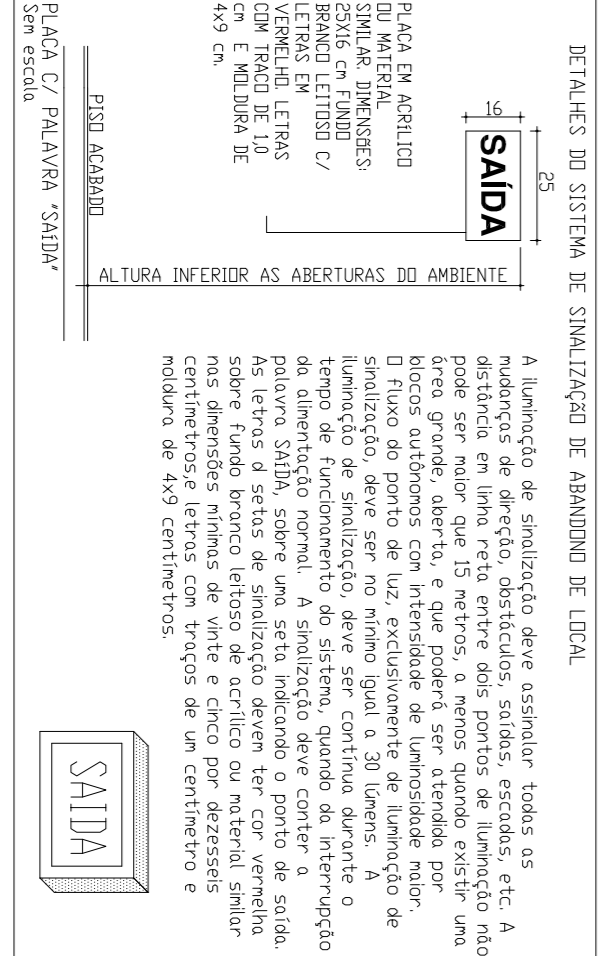 DETALHES DO SISTEMA DE SINALIZAÇÃO DE ABANDONO DE LOCAL
25
16
SAÍDA
PLACA EM ACRÍLICO
OU MATERIAL
SIMILAR. DIMENSÕES:
25X16 cm FUNDO
BRANCO LEITOSO C/
LETRAS EM
VERMELHO. LETRAS
COM TRACO DE 1,0
cm E MOLDURA DE
4x9 cm.
ALTURA INFERIOR AS ABERTURAS DO AMBIENTE
PISO ACABADO
PLACA C/ PALAVRA "SAÍDA"
Sem escala
A iluminação de sinalização deve assinalar todas as
mudanças de direção, obstáculos, saídas, escadas, etc. A
distância em linha reta entre dois pontos de iluminação não
pode ser maior que 15 metros, a menos quando existir uma
área grande, aberta, e que poderá ser atendida por
blocos autônomos com intensidade de luminosidade maior.
O fluxo do ponto de luz, exclusivamente de iluminação de
sinalização, deve ser no mínimo igual a 30 lúmens. A
iluminação de sinalização, deve ser contínua durante o
tempo de funcionamento do sistema, quando da interrupção
da alimentação normal. A sinalização deve conter a
palavra SAÍDA, sobre uma seta indicando o ponto de saída.
As letras d setas de sinalização devem ter cor vermelha
sobre fundo branco leitoso de acrílico ou material similar
nas dimensões mínimas de vinte e cinco por dezesseis
centímetros,e letras com traços de um centímetro e
moldura de 4x9 centímetros.
SAIDA